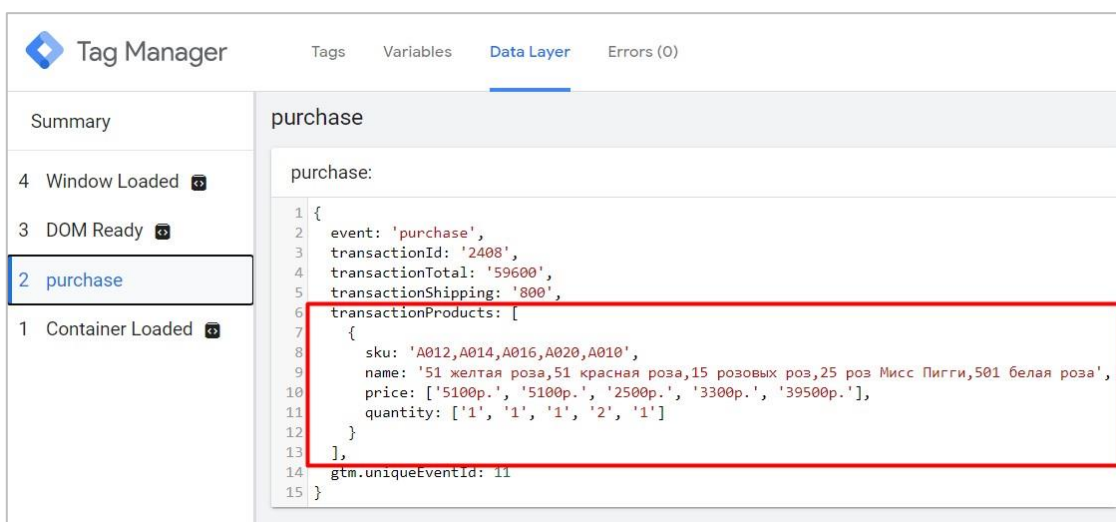 Tag Manager
Tags Variables Data Layer Errors (0)
Summary
4 Window Loaded
3 DOM Ready
2 purchase
1 Container Loaded
purchase
purchase:
1 {
2 event: 'purchase',
3 transactionId: '2408',
4 transactionTotal: '59600',
5 transactionShipping: '800',
6 transactionProducts: [
7 {
8 sku: 'A012,A014,A016,A020,A010',
9 name: '51 желтая роза,51 красная роза,15 розовых роз,25 роз Мисс Пигги,501 белая роза',
10 price: ['5100р.', '5100р.', '2500р.', '3300р.', '39500р.'],
11 quantity: ['1', '1', '1', '2', '1']
12 }
13 ],
14 gtm.uniqueEventId: 11
15 }